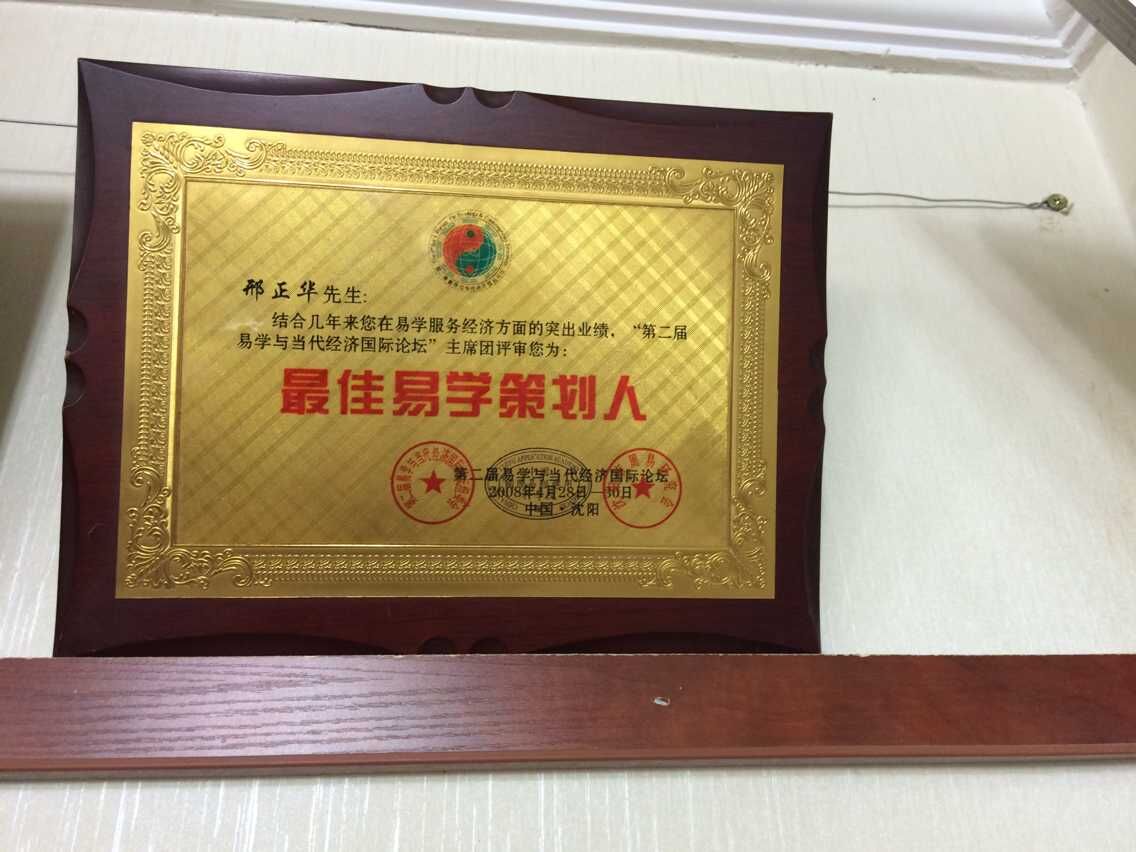 邢正华先生:
结合几年来您在易学服务经济方面的突出业绩，“第二届
易学与当代经济国际论坛”主席团评审您为:
最佳易学策划人
第二届易学与当代经济国际论坛
2008年4月28日—30日
中国·沈阳